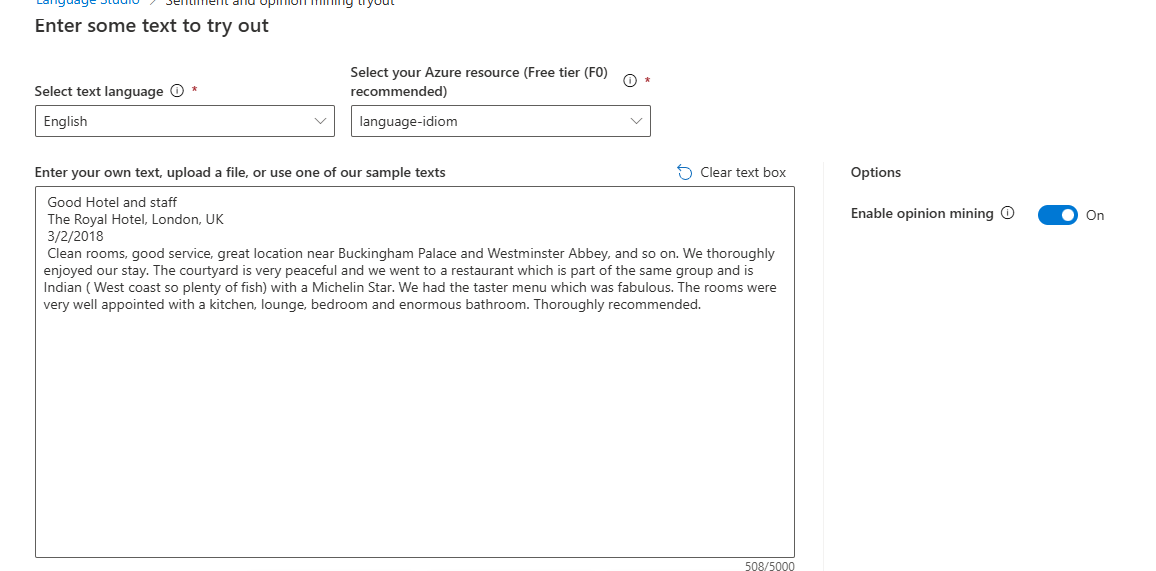 Language Studio > Sentiment and opinion mining tryout
Enter some text to try out
Select text language *
Select your Azure resource (Free tier (F0)
recommended) *
English
language-idiom
Enter your own text, upload a file, or use one of our sample texts
Clear text box
Good Hotel and staff
The Royal Hotel, London, UK
3/2/2018
Clean rooms, good service, great location near Buckingham Palace and Westminster Abbey, and so on. We thoroughly
enjoyed our stay. The courtyard is very peaceful and we went to a restaurant which is part of the same group and is
Indian ( West coast so plenty of fish) with a Michelin Star. We had the taster menu which was fabulous. The rooms were
very well appointed with a kitchen, lounge, bedroom and enormous bathroom. Thoroughly recommended.
508/5000
Options
Enable opinion mining
On